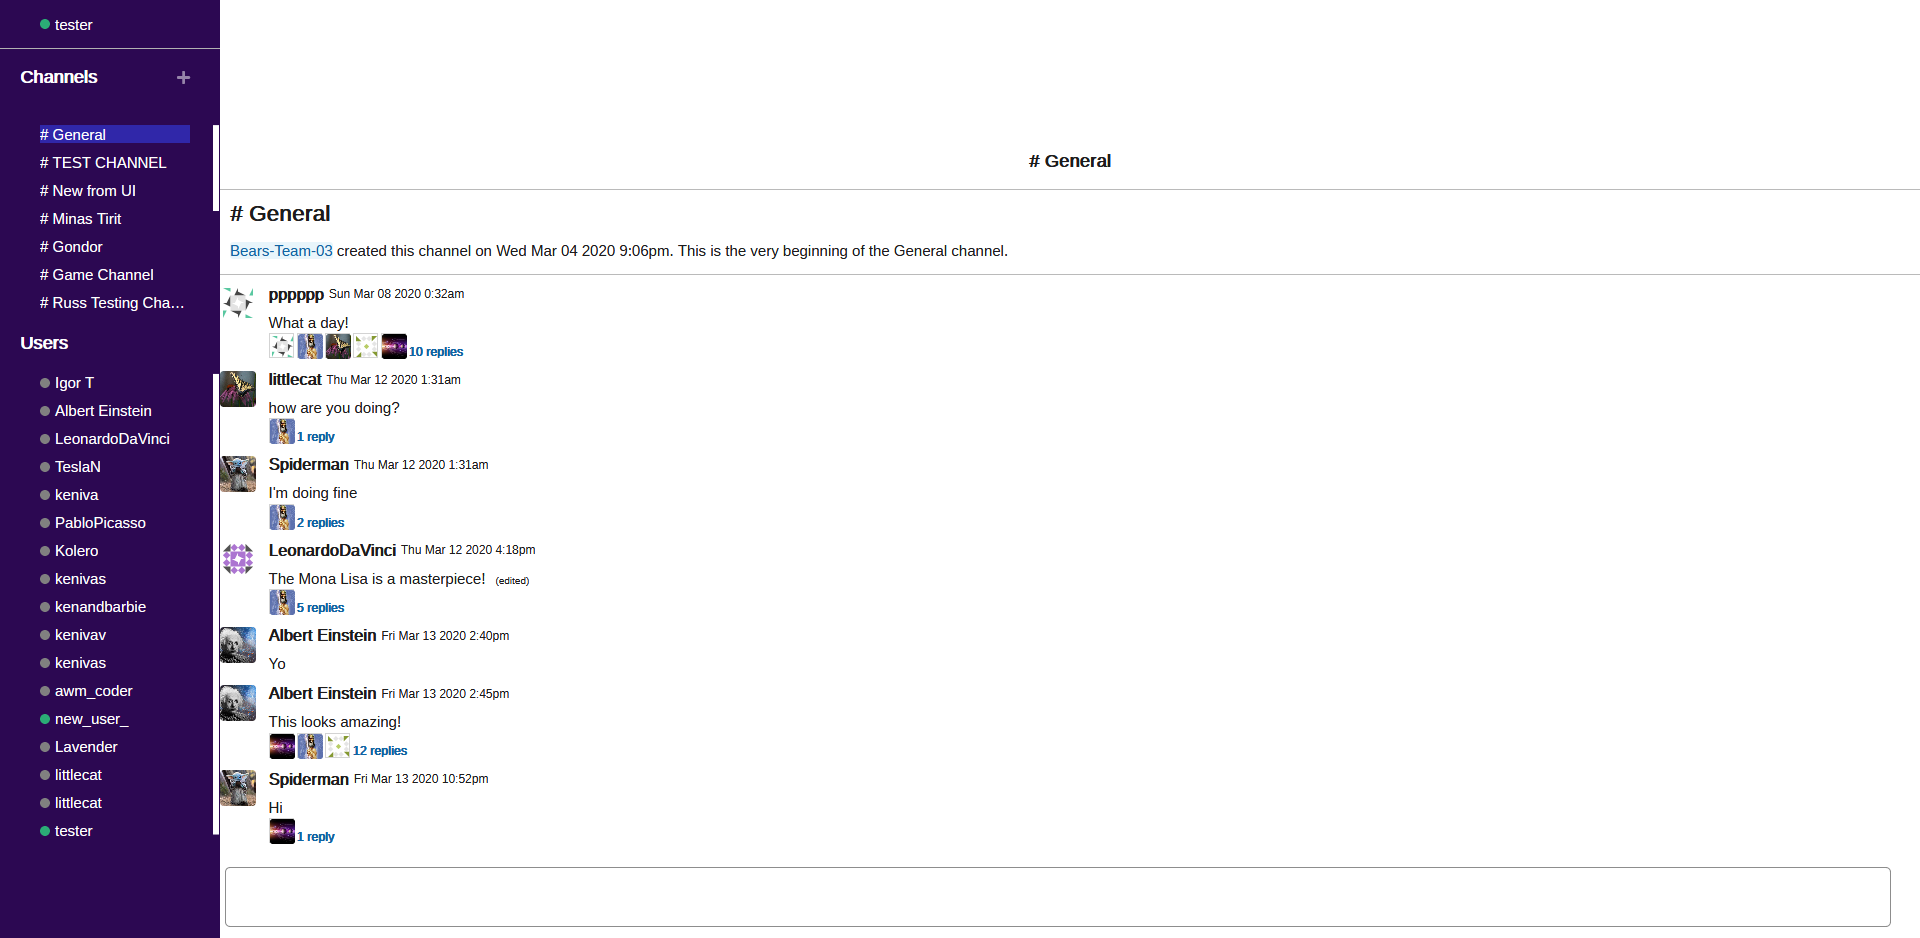 tester
Channels
# General
# TEST CHANNEL
# New from UI
# Minas Tirit
# Gondor
# Game Channel
# Russ Testing Cha...
Users
Igor T
Albert Einstein
LeonardoDaVinci
TeslaN
keniva
PabloPicasso
Kolero
kenivas
kenandbarbie
kenivav
kenivas
awm_coder
new_user_
Lavender
littlecat
littlecat
tester
# General
# General
Bears-Team-03 created this channel on Wed Mar 04 2020 9:06pm. This is the very beginning of the General channel.
pppppp Sun Mar 08 2020 0:32am
What a day!
10 replies
littlecat Thu Mar 12 2020 1:31am
how are you doing?
1 reply
Spiderman Thu Mar 12 2020 1:31am
I'm doing fine
2 replies
LeonardoDaVinci Thu Mar 12 2020 4:18pm
The Mona Lisa is a masterpiece! (edited)
5 replies
Albert Einstein Fri Mar 13 2020 2:40pm
Yo
Albert Einstein Fri Mar 13 2020 2:45pm
This looks amazing!
12 replies
Spiderman Fri Mar 13 2020 10:52pm
Hi
1 reply